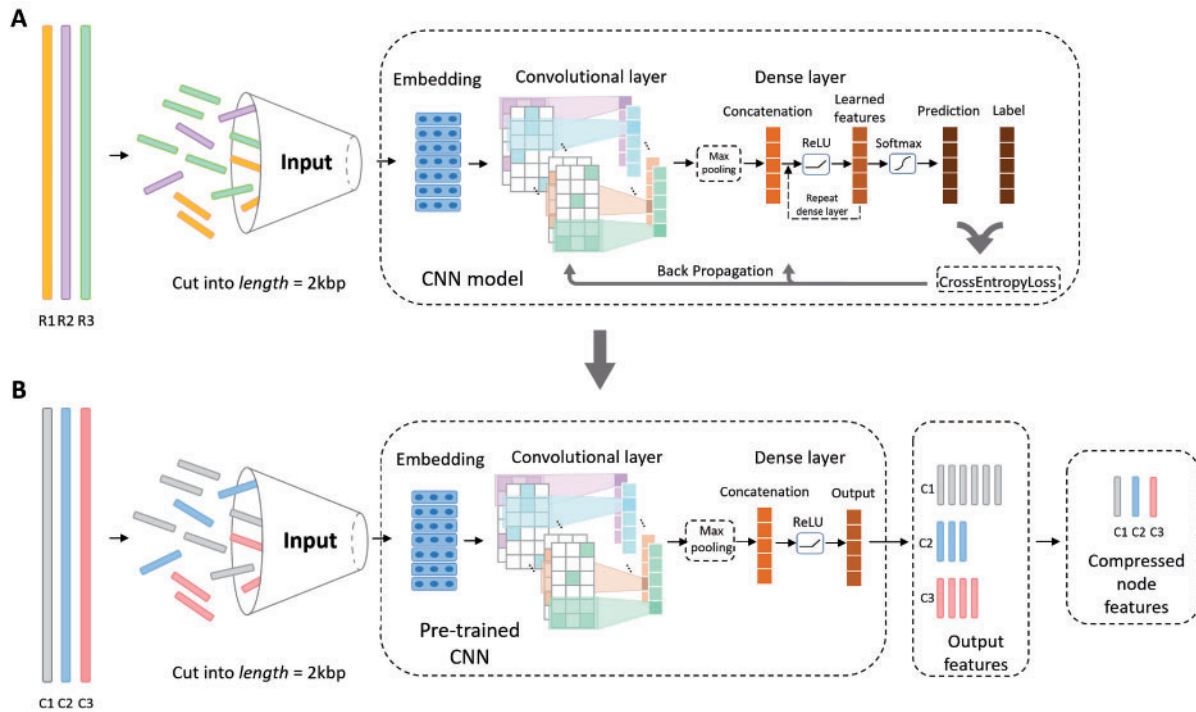 A
R1 R2 R3
Input
Cut into length = 2kbp
Embedding
Convolutional layer
Dense layer
Concatenation
Learned
features
Prediction
Label
Max
pooling
ReLU
Softmax
Repeat
dense layer
CNN model
Back Propagation
CrossEntropyLoss
B
C1 C2 C3
Input
Cut into length = 2kbp
Embedding
Convolutional layer
Dense layer
Concatenation
Output
Max
pooling
ReLU
Pre-trained
CNN
C1
C2
C3
Output
features
C1 C2 C3
Compressed
node
features